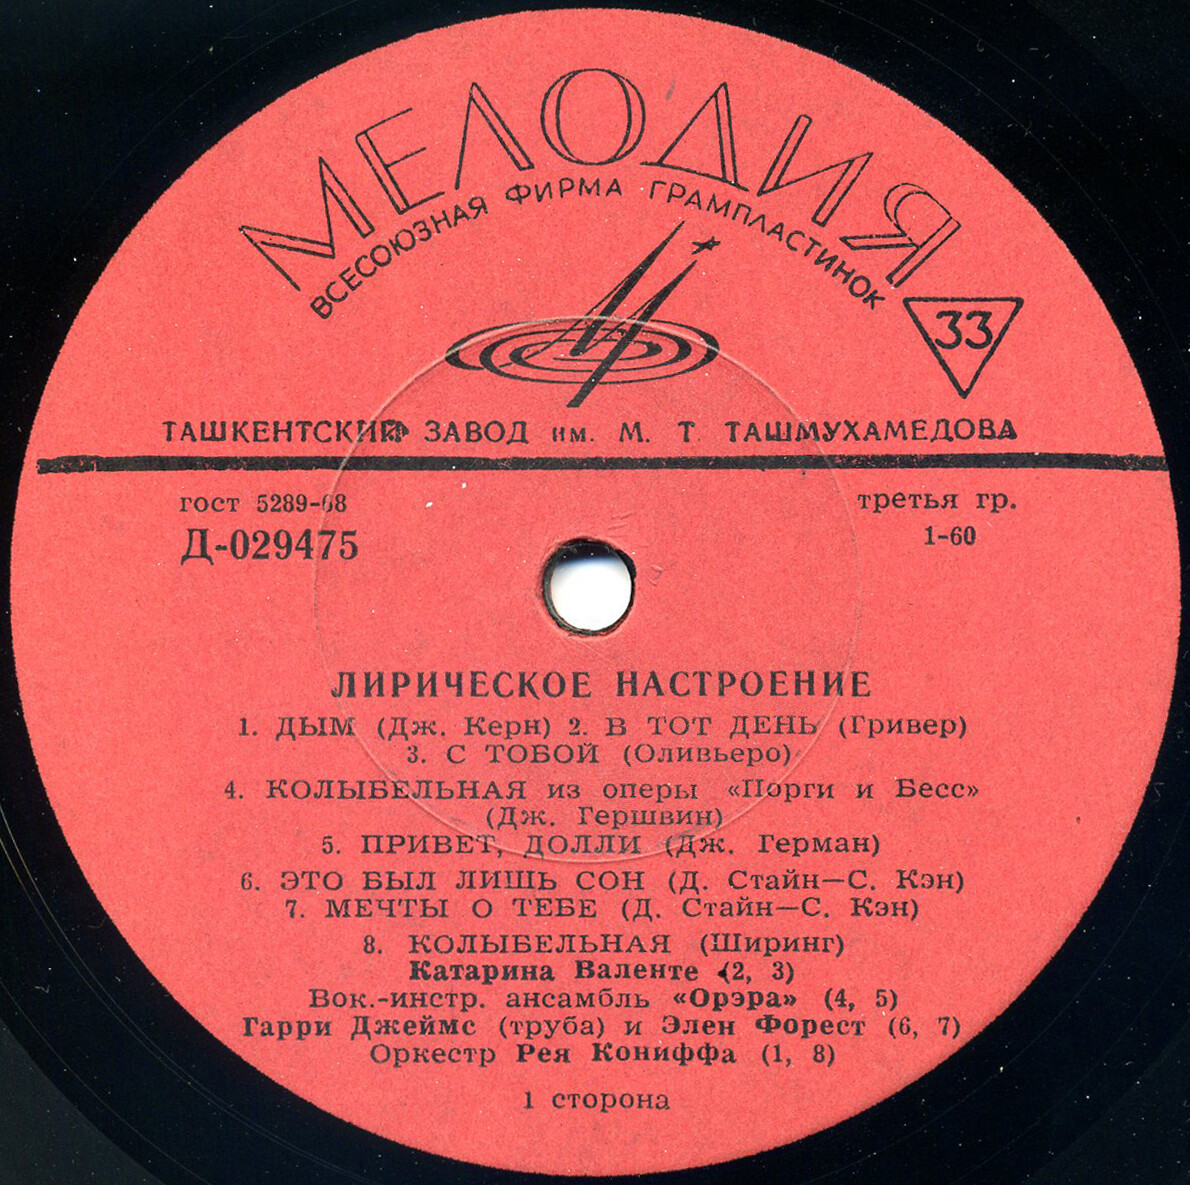 МЕЛОДИЯ
ВСЕСОЮЗНАЯ ФИРМА ГРАМПЛАСТИНОК
33
ТАШКЕНТСКИЙ ЗАВОД им. М. Т ТАШМУХАМЕДОВА
гост 5289-68
третья гр.
Д-029475
1-60
ЛИРИЧЕСКОЕ НАСТРОЕНИЕ
1. ДЫМ (Дж. Керн) 2. В ТОТ ДЕНЬ (Гривер)
3. С ТОБОЙ (Оливьеро)
4. КОЛЫБЕЛЬНАЯ из оперы «Порги и Бесс»
(Дж. Гершвин)
5. ПРИВЕТ, ДОЛЛИ (Дж. Герман)
6. ЭТО БЫЛ ЛИШЬ СОН (Д. Стайн—С. Кэн)
7. МЕЧТЫ О ТЕБЕ (Д. Стайн—С. Кэн)
8. КОЛЫБЕЛЬНАЯ (Ширинг)
Катарина Валенте (2, 3)
Вок.-инстр. ансамбль «Орэра» (4, 5)
Гарри Джеймс (труба) и Элен Форест (6, 7)
Оркестр Рея Кониффа (1, 8)
1 сторона